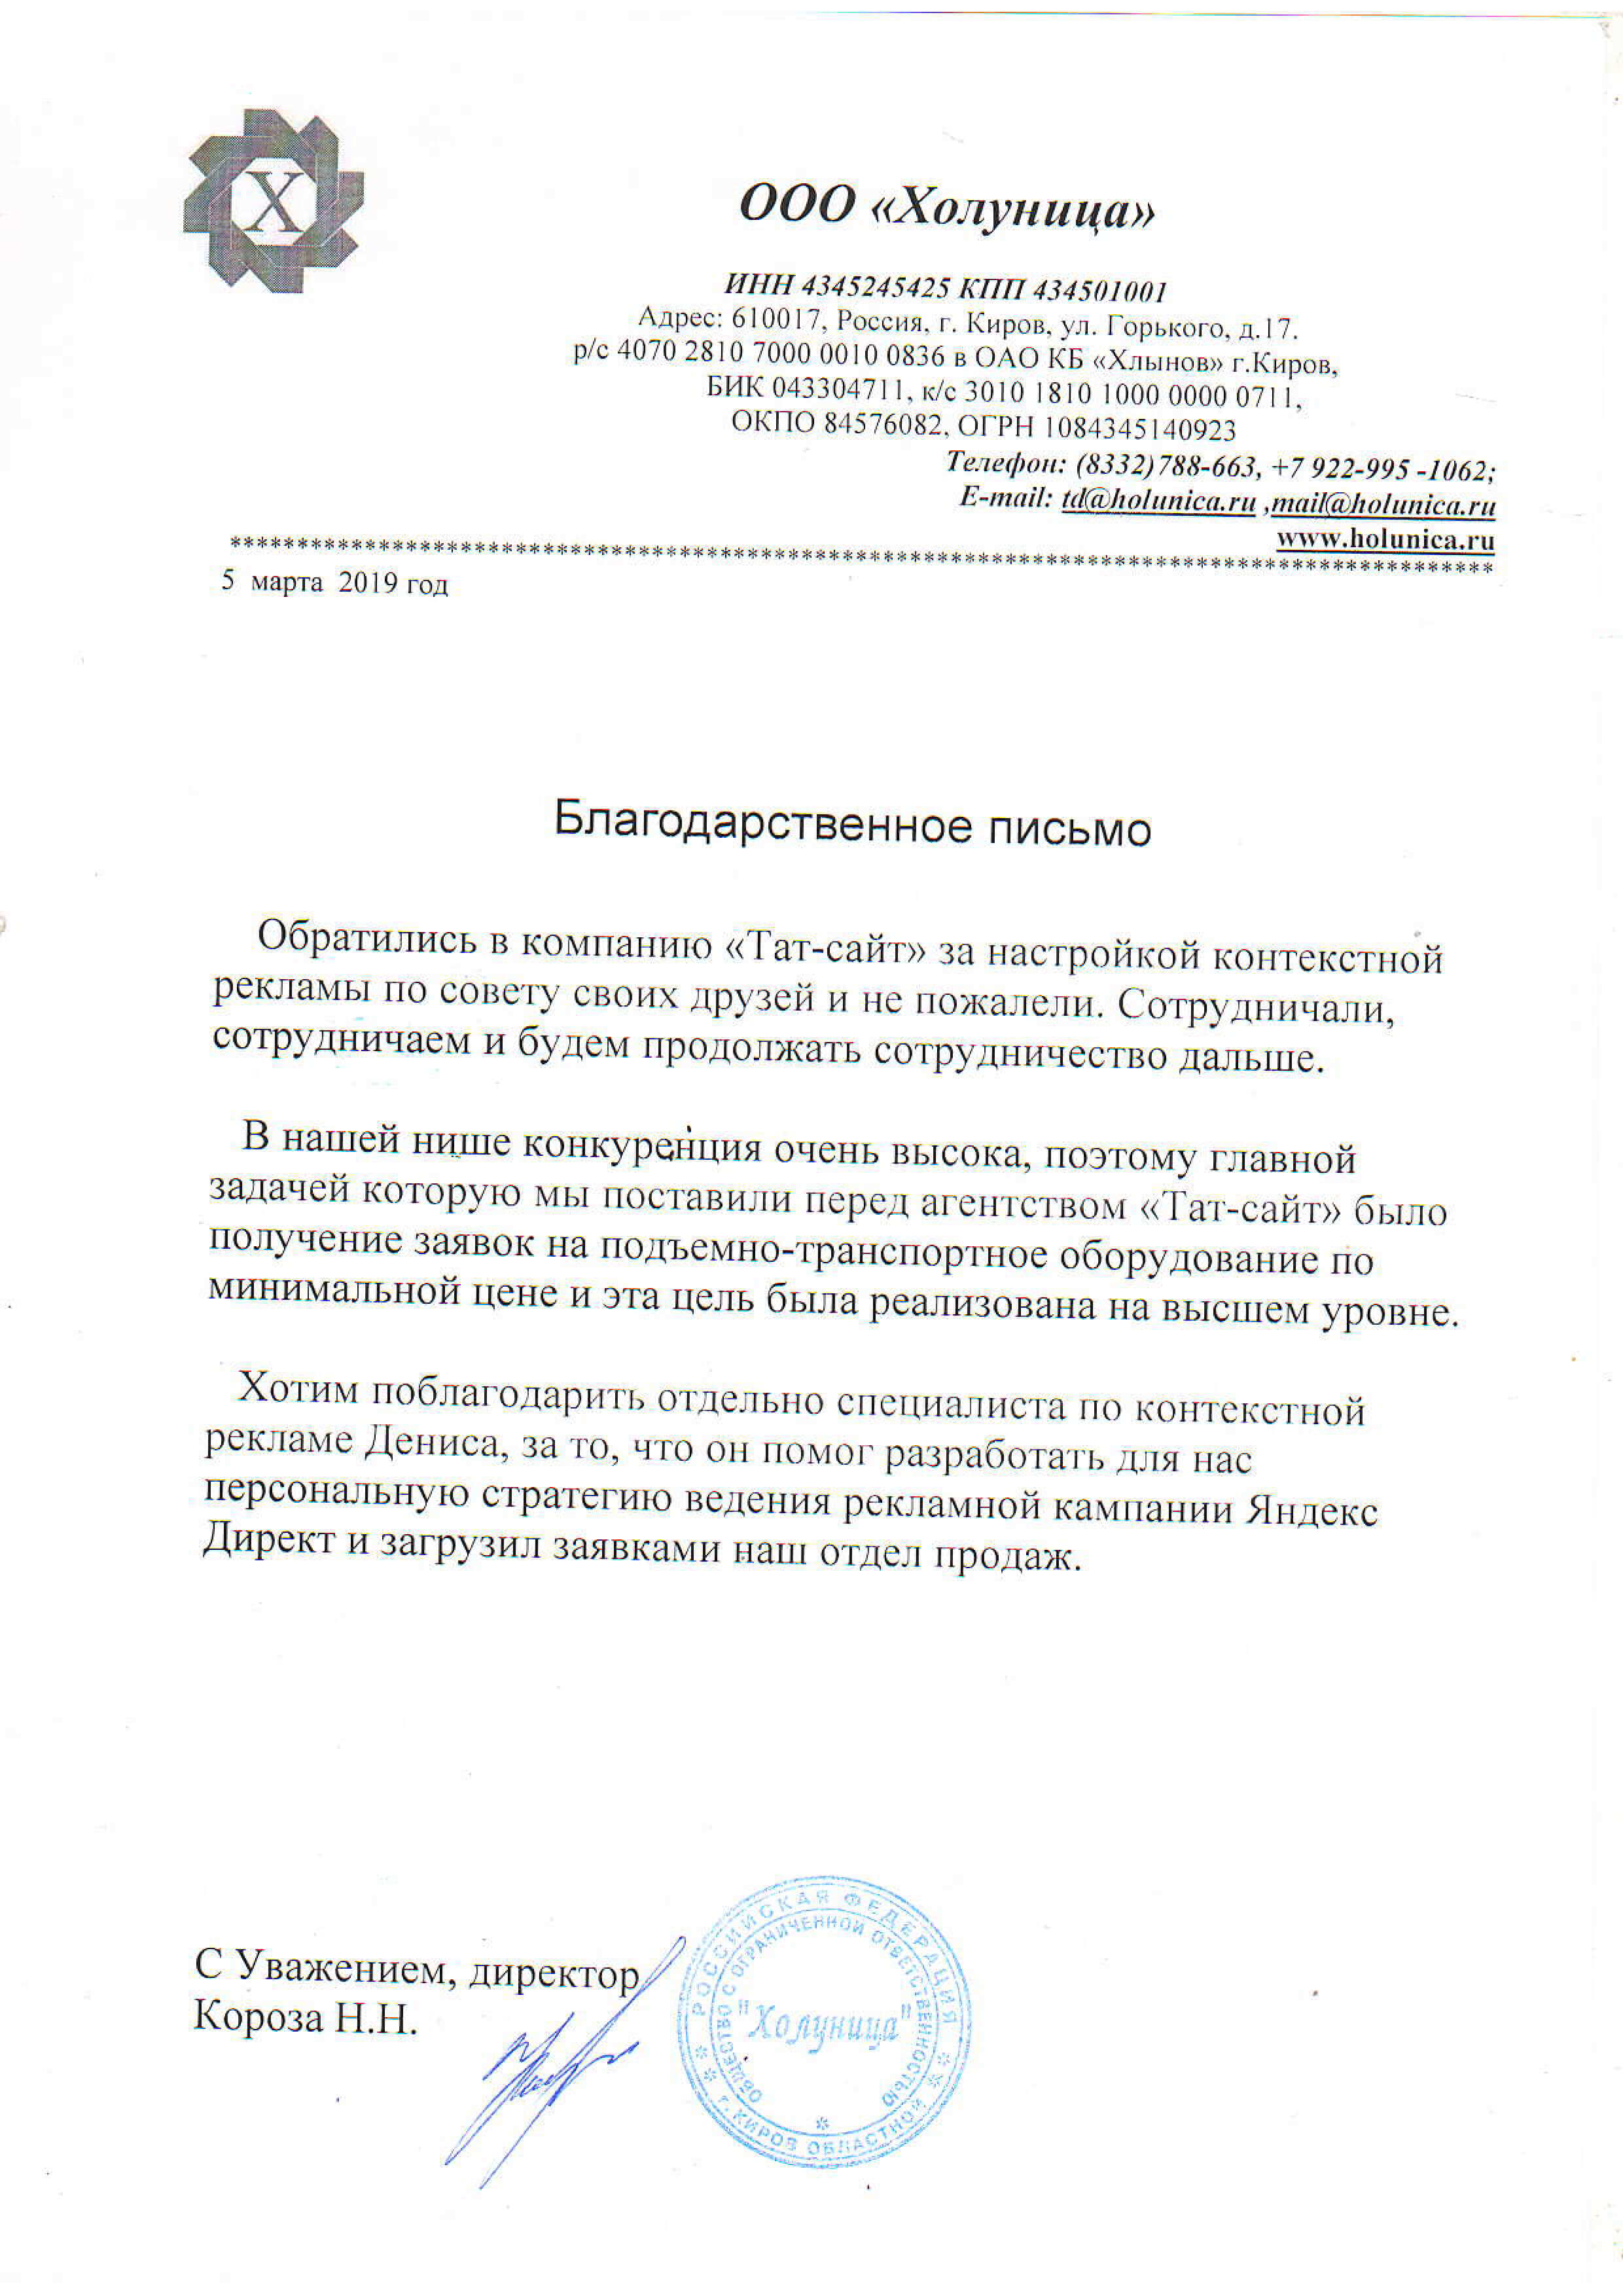 Х
ООО «Холуница»
ИНН 4345245425 КПП 434501001
Адрес: 610017, Россия, г. Киров, ул. Горького, д.17.
р/с 4070 2810 7000 0010 0836 в ОАО КБ «Хлынов» г.Киров,
БИК 043304711, к/с 3010 1810 1000 0000 0711,
ОКПО 84576082, ОГРН 1084345140923
Телефон: (8332)788-663, +7 922-995 -1062;
E-mail: td@holunica.ru ,mail@holunica.ru
www.holunica.ru
5 марта 2019 год
Благодарственное письмо
Обратились в компанию «Тат-сайт» за настройкой контекстной
рекламы по совету своих друзей и не пожалели. Сотрудничали,
сотрудничаем и будем продолжать сотрудничество дальше.
В нашей нише конкуренция очень высока, поэтому главной
задачей которую мы поставили перед агентством «Тат-сайт» было
получение заявок на подъемно-транспортное оборудование по
минимальной цене и эта цель была реализована на высшем уровне.
Хотим поблагодарить отдельно специалиста по контекстной
рекламе Дениса, за то, что он помог разработать для нас
персональную стратегию ведения рекламной кампании Яндекс
Директ и загрузил заявками наш отдел продаж.
С Уважением, директор
Короза Н.Н.
РОССИЙСКАЯ ФЕДЕРАЦИЯ
ОБЩЕСТВО С ОГРАНИЧЕННОЙ ОТВЕТСТВЕННОСТЬЮ
"Холуница"
г. КИРОВ ОБЛАСТНОЙ